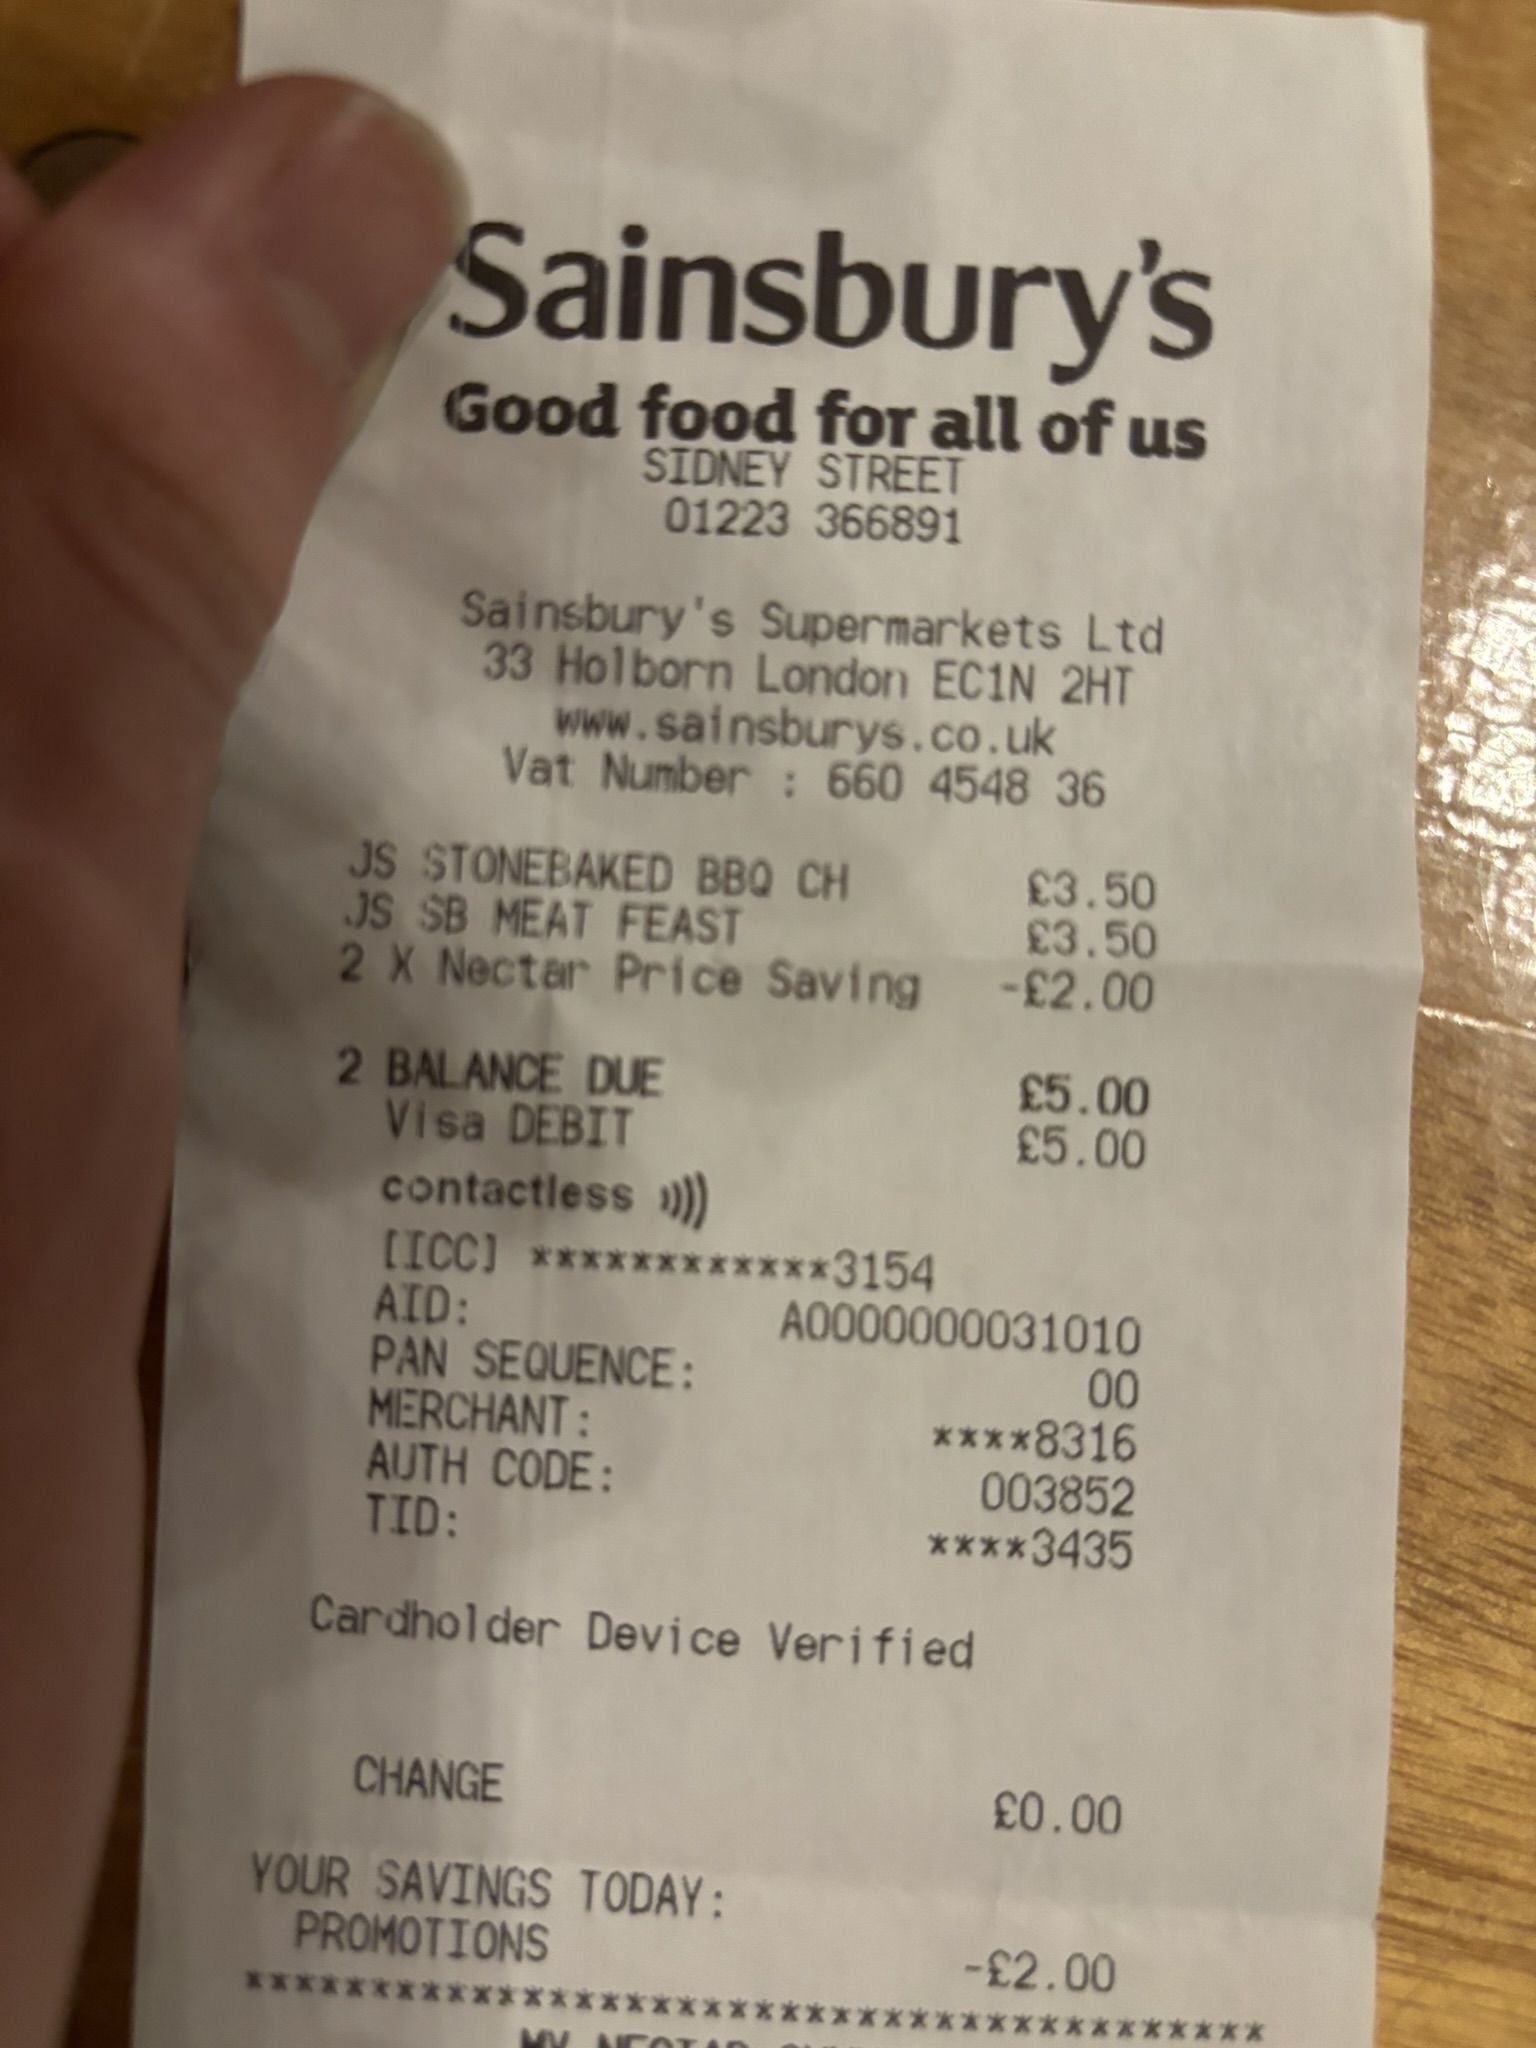 Sainsbury's
Good food for all of us
SIDNEY STREET
01223 366891
Sainsbury's Supermarkets Ltd
33 Holborn London EC1N 2HT
www.sainsburys.co.uk
Vat Number : 660 4548 36
JS STONEBAKED BBQ CH £3.50
JS SB MEAT FEAST £3.50
2 X Nectar Price Saving -£2.00
2 BALANCE DUE £5.00
Visa DEBIT £5.00
contactless
[ICC] ************3154
AID: A0000000031010
PAN SEQUENCE: 00
MERCHANT: ****8316
AUTH CODE: 003852
TID: ****3435
Cardholder Device Verified
CHANGE £0.00
YOUR SAVINGS TODAY:
PROMOTIONS -£2.00
*****************************************
MY NECTAR